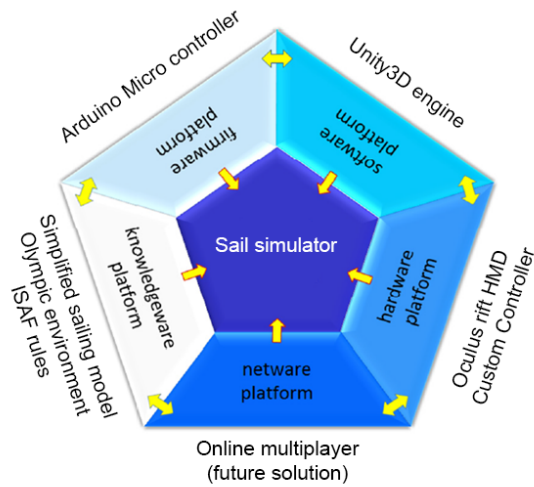 Arduino Micro controller
Unity3D engine
firmware
platform
software
platform
Sail simulator
Simplified sailing model
Olympic environment
ISAF rules
knowledgeware
platform
hardware
platform
Oculus rift HMD
Custom Controller
netware
platform
Online multiplayer
(future solution)